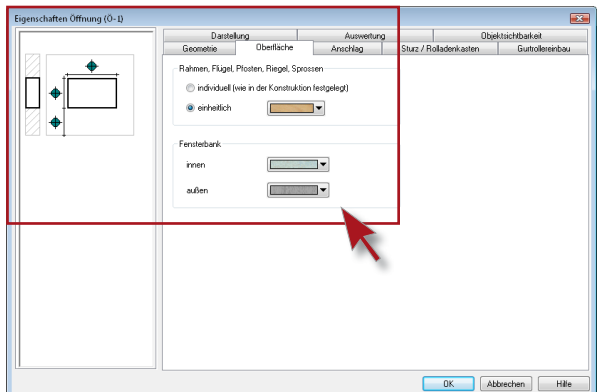 Eigenschaften Öffnung (Ö-1)
Darstellung Auswertung Objektsichtbarkeit
Geometrie Oberfläche Anschlag Sturz / Rolladenkasten Gurtrollereinbau
Rahmen, Flügel, Pfosten, Riegel, Sprossen
individuell (wie in der Konstruktion festgelegt)
einheitlich
Fensterbank
innen
außen
OK Abbrechen Hilfe